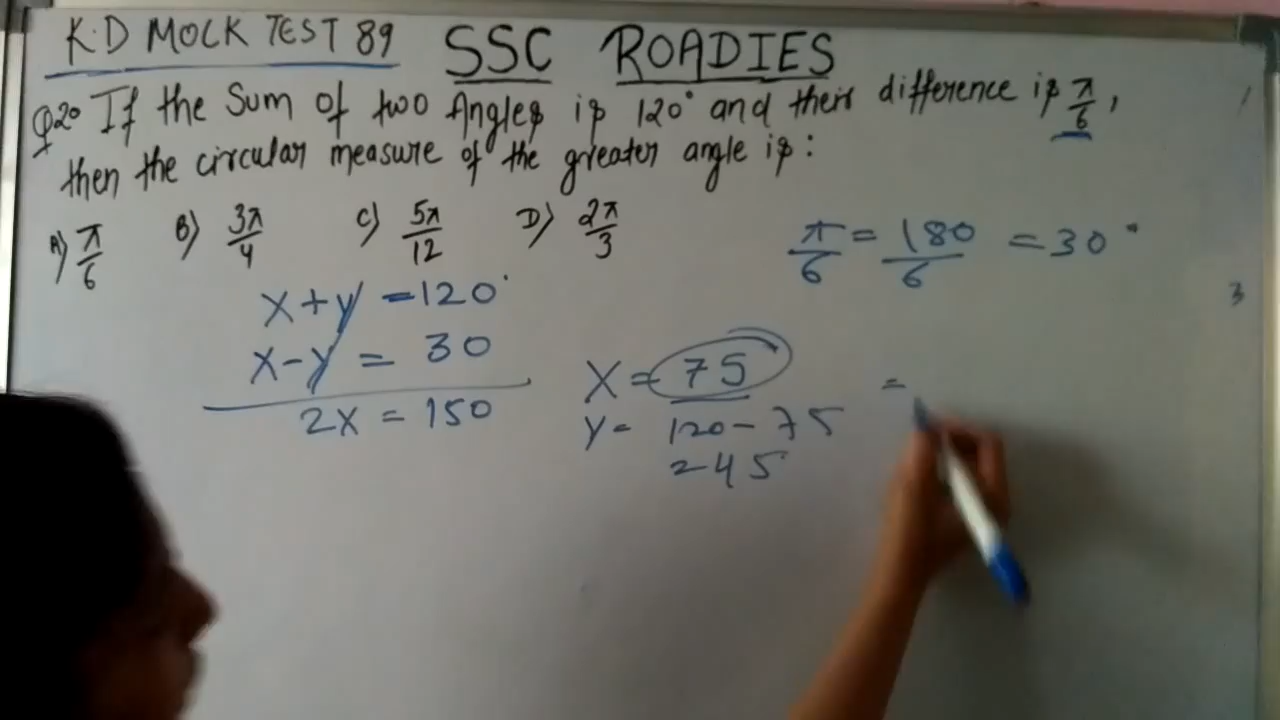 K.D MOCK TEST 89 SSC ROADIES
Q20 If the Sum of two Angles is 120° and their difference is π/6,
then the circular measure of the greater angle is:
A) π/6 B) 3π/4 C) 5π/12 D) 2π/3
π/6 = 180/6 = 30°
x+y = 120°
x-y = 30
2x = 150
x = 75
y = 120-75
=45
=
3